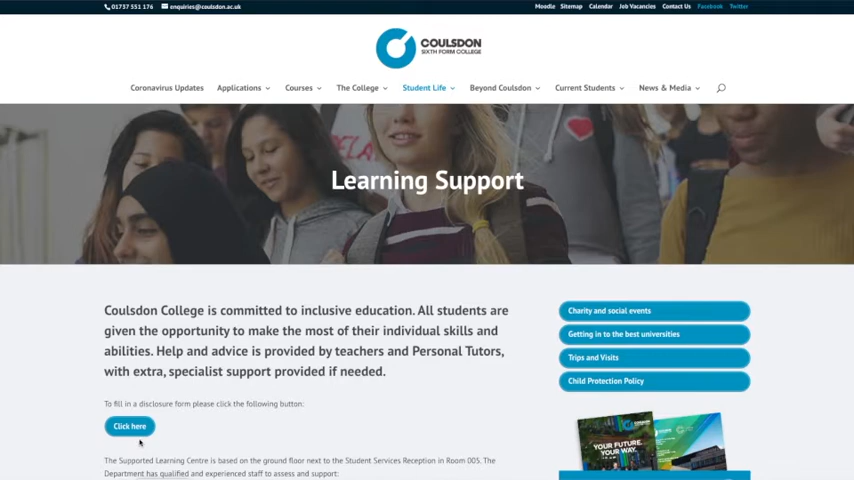 01737 551 176 enquiries@coulsdon.ac.uk Moodle Sitemap Calendar Job Vacancies Contact Us Facebook Twitter
COULSDON
SIXTH FORM COLLEGE
Coronavirus Updates Applications Courses The College Student Life Beyond Coulsdon Current Students News & Media
Learning Support
Coulsdon College is committed to inclusive education. All students are
given the opportunity to make the most of their individual skills and
abilities. Help and advice is provided by teachers and Personal Tutors,
with extra, specialist support provided if needed.
To fill in a disclosure form please click the following button:
Click here
The Supported Learning Centre is based on the ground floor next to the Student Services Reception in Room 005. The
Department has qualified and experienced staff to assess and support:
Charity and social events
Getting in to the best universities
Trips and Visits
Child Protection Policy
YOUR FUTURE.
YOUR WAY.